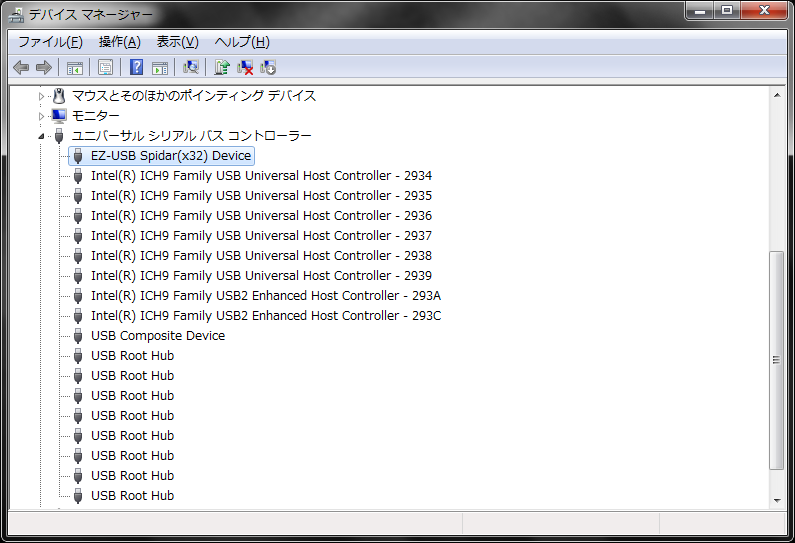 デバイス マネージャー
ファイル(F) 操作(A) 表示(V) ヘルプ(H)
マウスとそのほかのポインティング デバイス
モニター
ユニバーサル シリアル バス コントローラー
EZ-USB Spidar(x32) Device
Intel(R) ICH9 Family USB Universal Host Controller - 2934
Intel(R) ICH9 Family USB Universal Host Controller - 2935
Intel(R) ICH9 Family USB Universal Host Controller - 2936
Intel(R) ICH9 Family USB Universal Host Controller - 2937
Intel(R) ICH9 Family USB Universal Host Controller - 2938
Intel(R) ICH9 Family USB Universal Host Controller - 2939
Intel(R) ICH9 Family USB2 Enhanced Host Controller - 293A
Intel(R) ICH9 Family USB2 Enhanced Host Controller - 293C
USB Composite Device
USB Root Hub
USB Root Hub
USB Root Hub
USB Root Hub
USB Root Hub
USB Root Hub
USB Root Hub
USB Root Hub